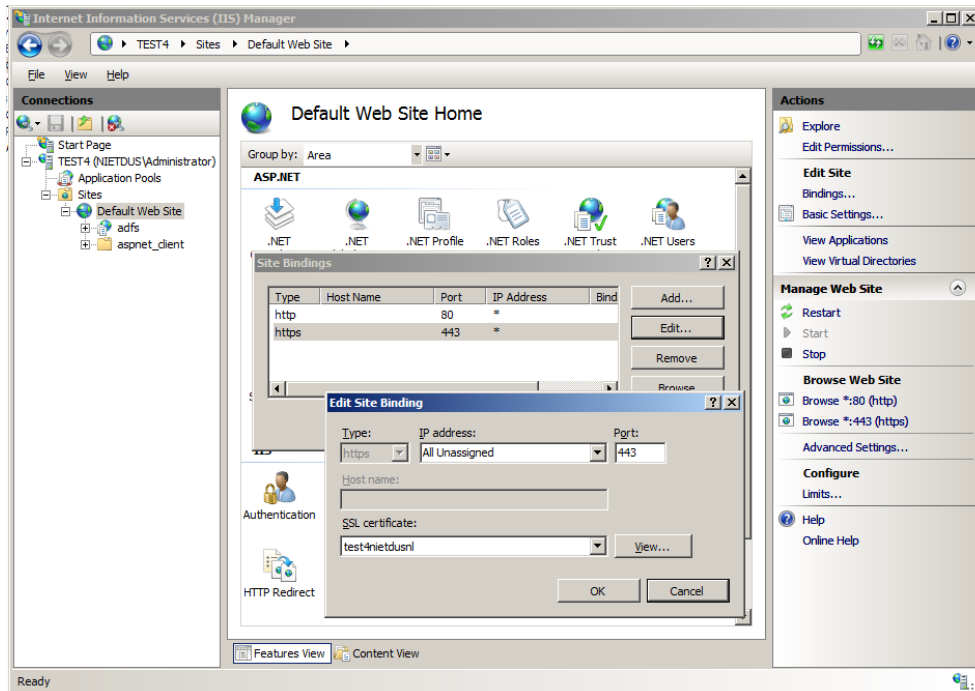 Internet Information Services (IIS) Manager
TEST4 Sites Default Web Site
File View Help
Connections
Start Page
TEST4 (NIETDUS\Administrator)
Application Pools
Sites
Default Web Site
adfs
aspnet_client
Default Web Site Home
Group by: Area
ASP.NET
.NET .NET .NET Profile .NET Roles .NET Trust .NET Users
Site Bindings
Type Host Name Port IP Address Bind
http 80 *
https 443 *
Add...
Edit...
Remove
Browse
Edit Site Binding
Type: IP address: Port:
https All Unassigned 443
Host name:
SSL certificate:
test4nietdusnl View...
OK Cancel
IIS
Authentication
HTTP Redirect
Features View Content View
Actions
Explore
Edit Permissions...
Edit Site
Bindings...
Basic Settings...
View Applications
View Virtual Directories
Manage Web Site
Restart
Start
Stop
Browse Web Site
Browse *:80 (http)
Browse *:443 (https)
Advanced Settings...
Configure
Limits...
Help
Online Help
Ready